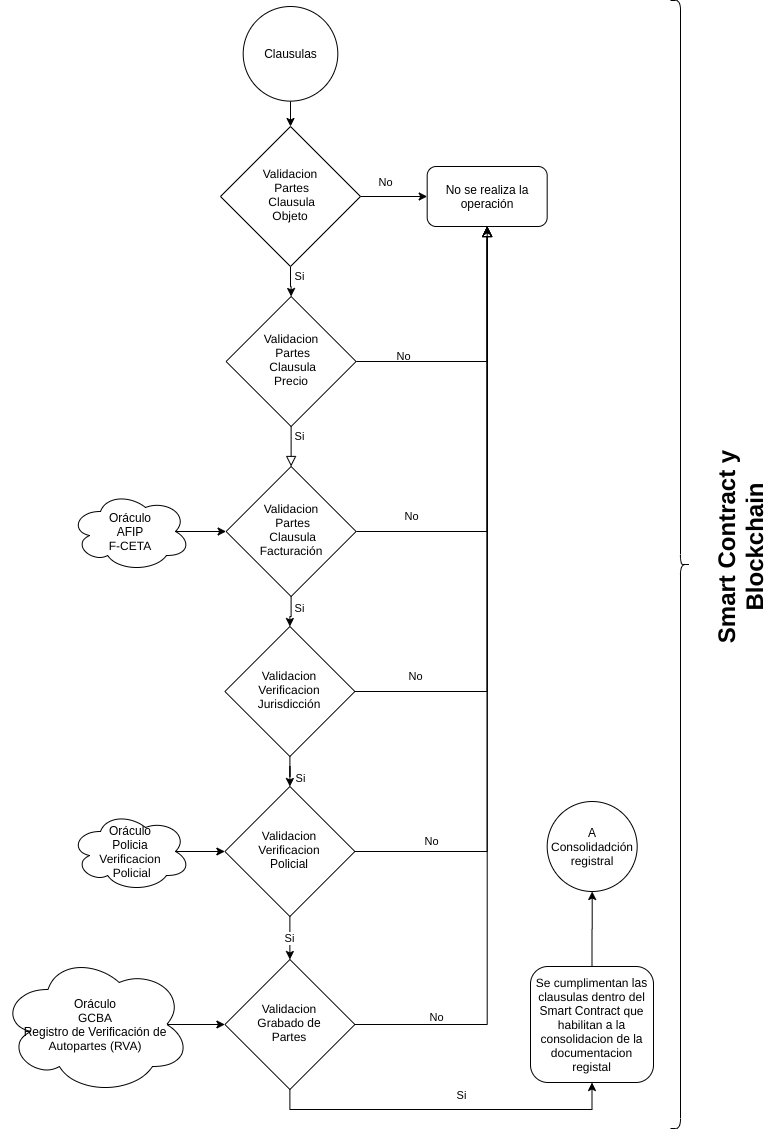 Clausulas
Validacion
Partes
Clausula
Objeto
No
No se realiza la
operación
Si
Validacion
Partes
Clausula
Precio
No
Si
Oráculo
AFIP
F-CETA
Validacion
Partes
Clausula
Facturación
No
Si
Validacion
Verificacion
Jurisdicción
No
Si
Oráculo
Policia
Verificacion
Policial
Validacion
Verificacion
Policial
No
Si
Oráculo
GCBA
Registro de Verificación de
Autopartes (RVA)
Validacion
Grabado de
Partes
No
Si
Se cumplimentan las
clausulas dentro del
Smart Contract que
habilitan a la
consolidacion de la
documentacion
registal
A
Consolidadción
registral
Smart Contract y
Blockchain